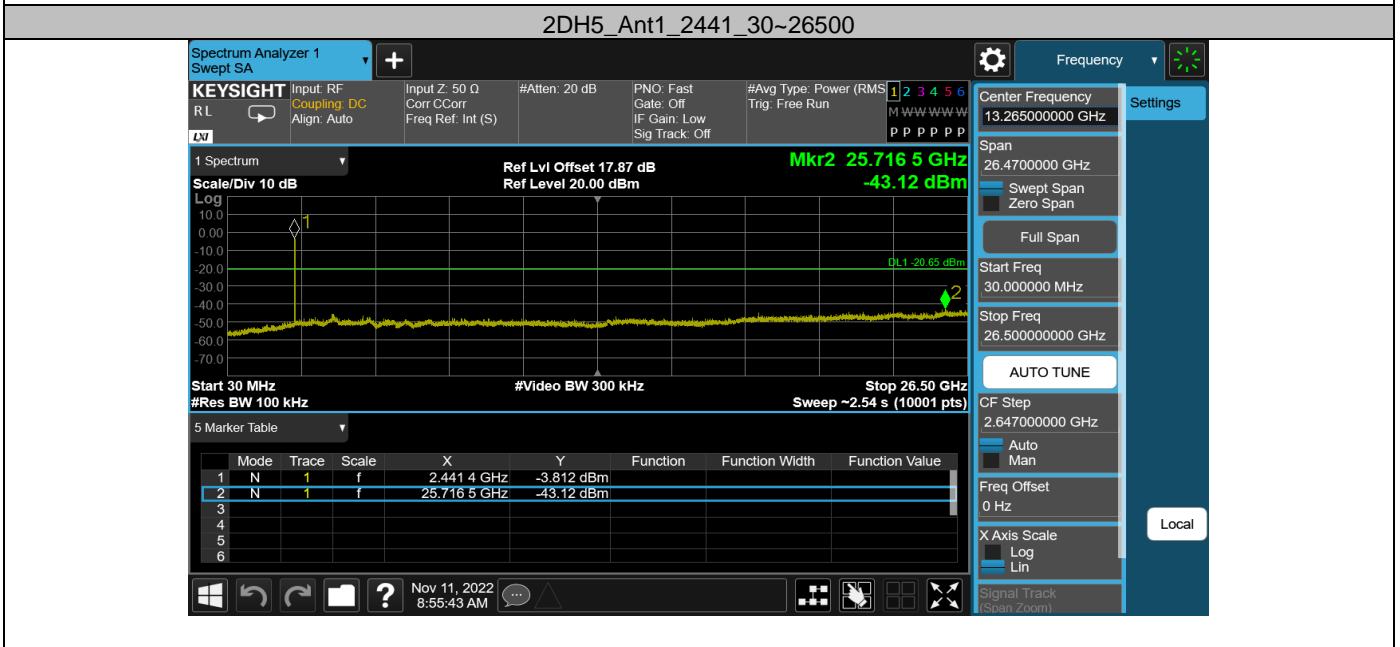 2DH5_Ant1_2441_30~26500
Spectrum Analyzer 1
Swept SA
+
Frequency
KEYSIGHT
RL
LXI
Input: RF
Coupling: DC
Align: Auto
Input Z: 50 Ω
Corr CCorr
Freq Ref: Int (S)
#Atten: 20 dB
PNO: Fast
Gate: Off
IF Gain: Low
Sig Track: Off
#Avg Type: Power (RMS
Trig: Free Run
1 2 3 4 5 6
M W W W W W
P P P P P P
1 Spectrum
Scale/Div 10 dB
Ref Lvl Offset 17.87 dB
Ref Level 20.00 dBm
Mkr2 25.716 5 GHz
-43.12 dBm
Log
10.0
0.00
-10.0
-20.0
-30.0
-40.0
-50.0
-60.0
-70.0
1
DL1 -20.65 dBm
2
Start 30 MHz
#Video BW 300 kHz
Stop 26.50 GHz
#Res BW 100 kHz
Sweep ~2.54 s (10001 pts)
5 Marker Table
Mode Trace Scale X Y Function Function Width Function Value
1 N 1 f 2.441 4 GHz -3.812 dBm
2 N 1 f 25.716 5 GHz -43.12 dBm
3
4
5
6
?
Nov 11, 2022
8:55:43 AM
Center Frequency
13.265000000 GHz
Settings
Span
26.4700000 GHz
Swept Span
Zero Span
Full Span
Start Freq
30.000000 MHz
Stop Freq
26.500000000 GHz
AUTO TUNE
CF Step
2.647000000 GHz
Auto
Man
Freq Offset
0 Hz
Local
X Axis Scale
Log
Lin
Signal Track
(Span Zoom)